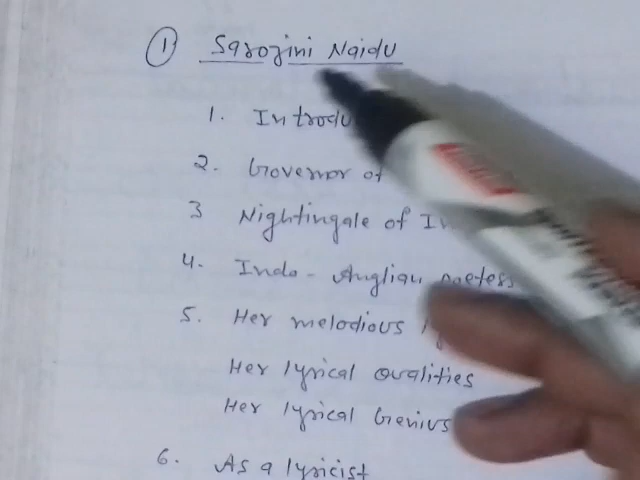 ① Sarojini Naidu
1. Introdu
2. Governor of
3 Nightingale of
4. Indo - Anglian poetess
5. Her melodious
Her lyrical Qualities
Her lyrical Genius
6. As a lyricist